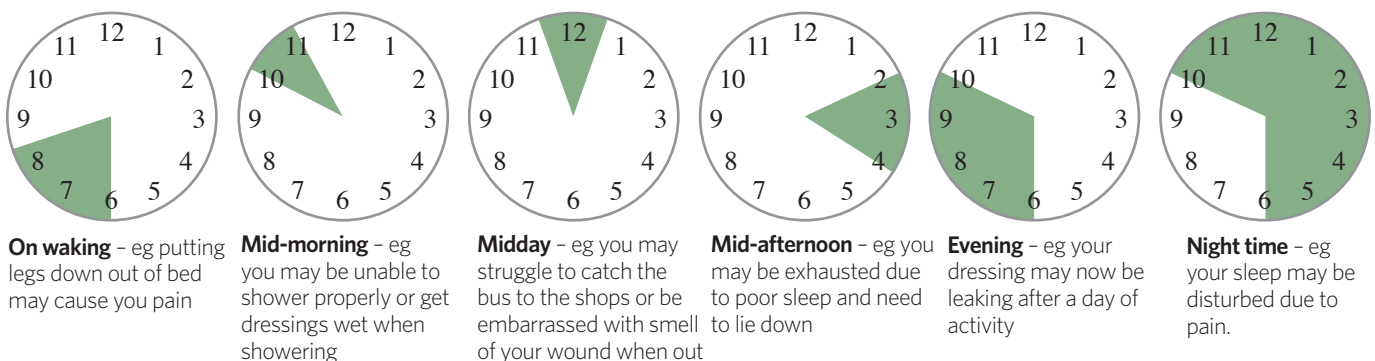 12
11 1
10 2
9 3
8 4
7 5
6
12
11 1
10 2
9 3
8 4
7 5
6
12
11 1
10 2
9 3
8 4
7 5
6
12
11 1
10 2
9 3
8 4
7 5
6
12
11 1
10 2
9 3
8 4
7 5
6
12
11 1
10 2
9 3
8 4
7 5
6
On waking – eg putting
legs down out of bed
may cause you pain
Mid-morning – eg
you may be unable to
shower properly or get
dressings wet when
showering
Midday – eg you may
struggle to catch the
bus to the shops or be
embarrassed with smell
of your wound when out
Mid-afternoon – eg you
may be exhausted due
to poor sleep and need
to lie down
Evening – eg your
dressing may now be
leaking after a day of
activity
Night time – eg
your sleep may be
disturbed due to
pain.